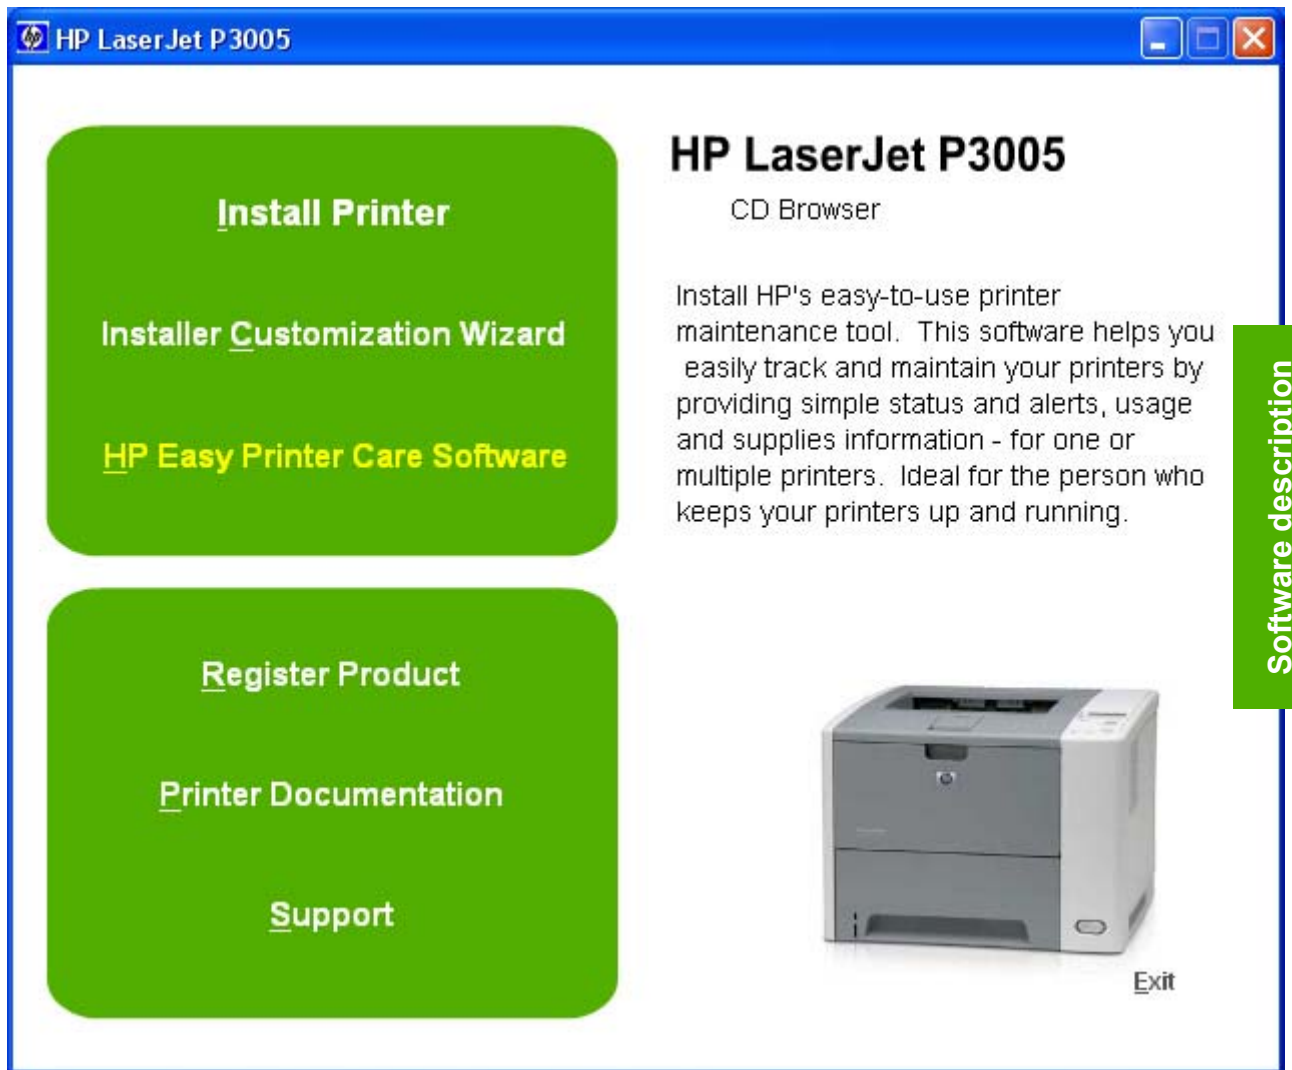 HP LaserJet P3005
Install Printer
Installer Customization Wizard
HP Easy Printer Care Software
Register Product
Printer Documentation
Support
HP LaserJet P3005
CD Browser
Install HP's easy-to-use printer
maintenance tool.  This software helps you
easily track and maintain your printers by
providing simple status and alerts, usage
and supplies information - for one or
multiple printers.  Ideal for the person who
keeps your printers up and running.
Exit
Software description